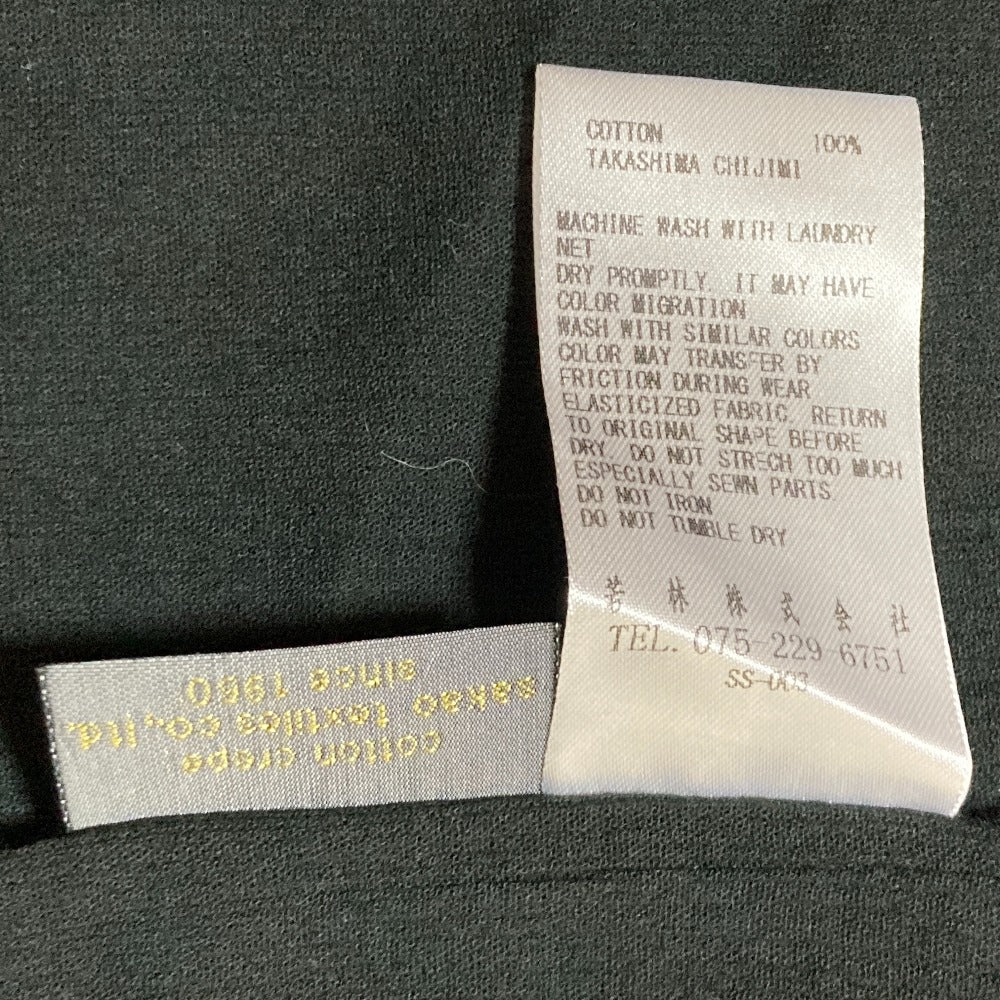 COTTON 100%
TAKASHIMA CHIJIMI
MACHINE WASH WITH LAUNDRY
NET
DRY PROMPTLY. IT MAY HAVE
COLOR MIGRATION
WASH WITH SIMILAR COLORS
COLOR MAY TRANSFER BY
FRICTION DURING WEAR
ELASTICIZED FABRIC, RETURN
TO ORIGINAL SHAPE BEFORE
DRY, DO NOT STRECH TOO MUCH
ESPECIALLY SEWN PARTS
DO NOT IRON
DO NOT TUMBLE DRY
若林株式会社
TEL. 075-229-6751
SS-003
cotton crepe
sakao textiles co.,ltd.
since 1960